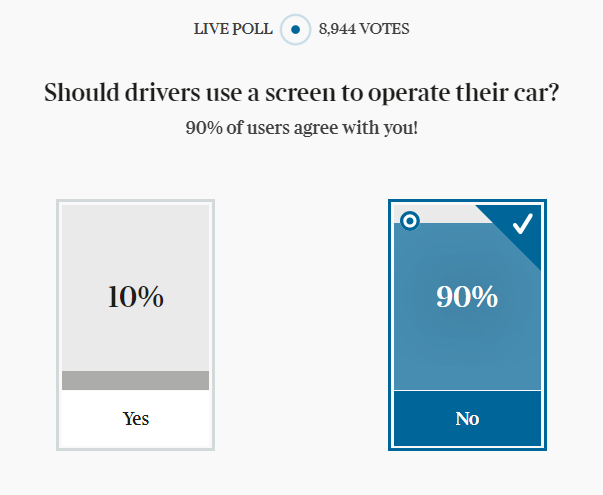 LIVE POLL 8,944 VOTES
Should drivers use a screen to operate their car?
90% of users agree with you!
10%
90%
Yes
No